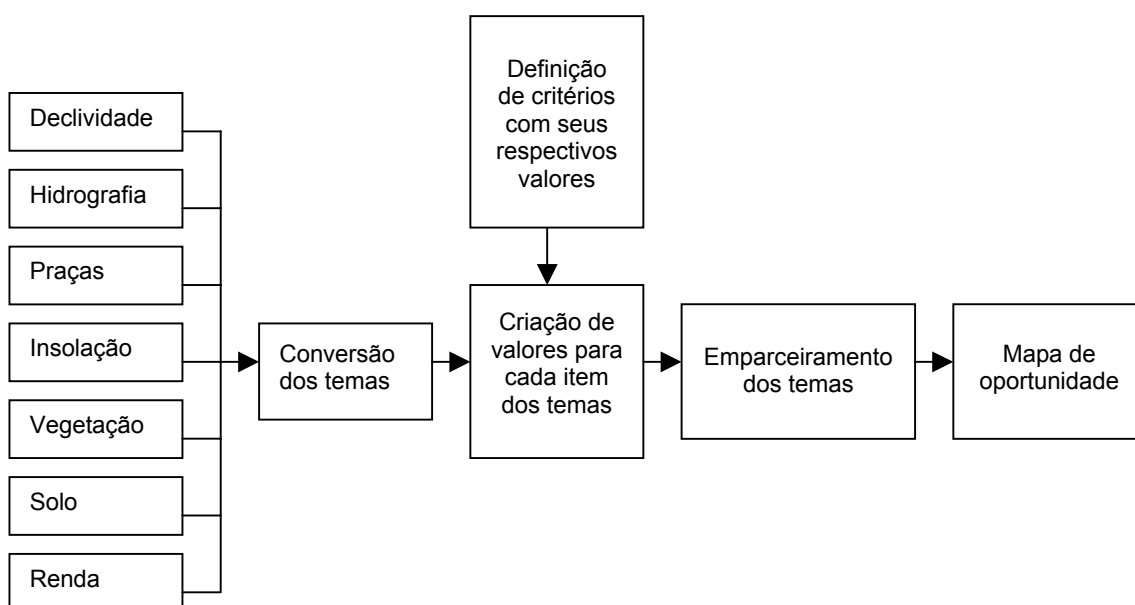 Declividade
Hidrografia
Praças
Insolação
Vegetação
Solo
Renda
Conversão
dos temas
Definição
de critérios
com seus
respectivos
valores
Criação de
valores para
cada item
dos temas
Emparceiramento
dos temas
Mapa de
oportunidade